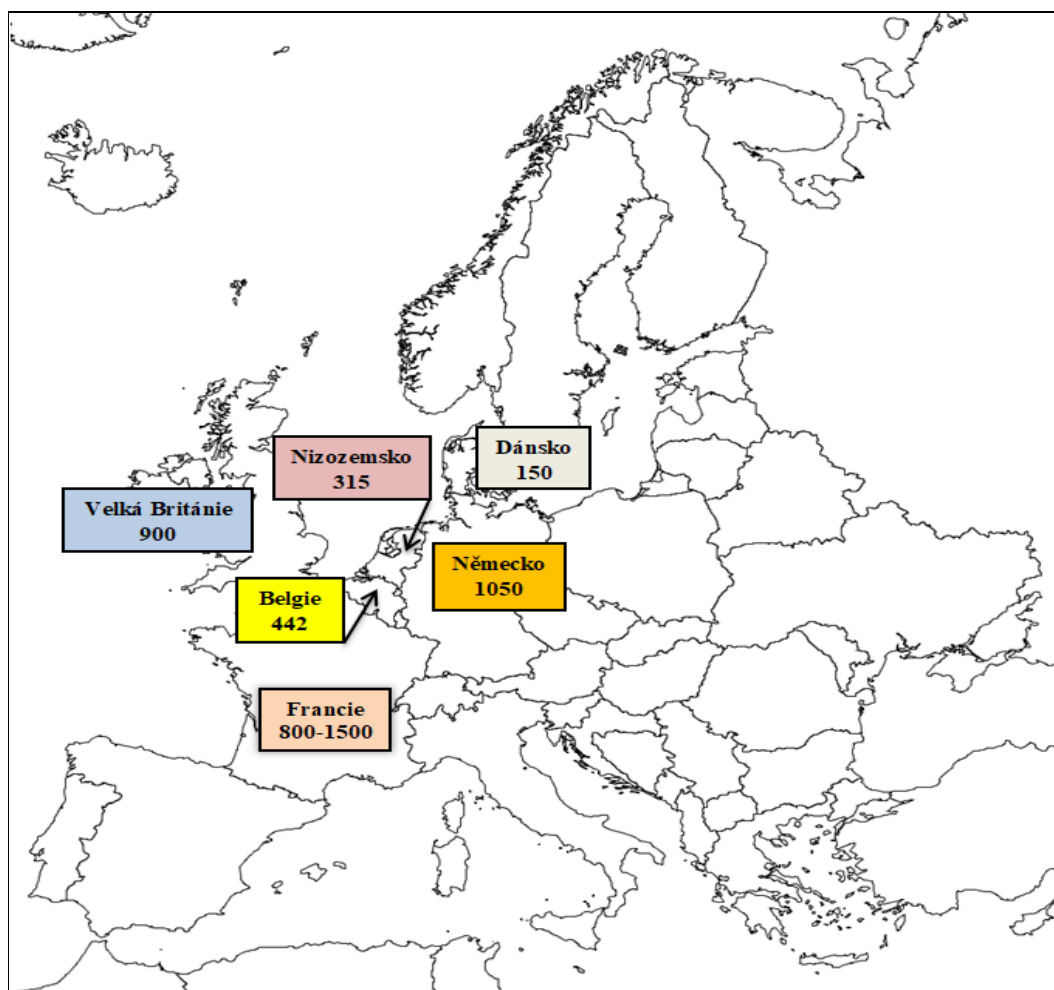 Nizozemsko
315
Dánsko
150
Velká Británie
900
Německo
1050
Belgie
442
Francie
800-1500